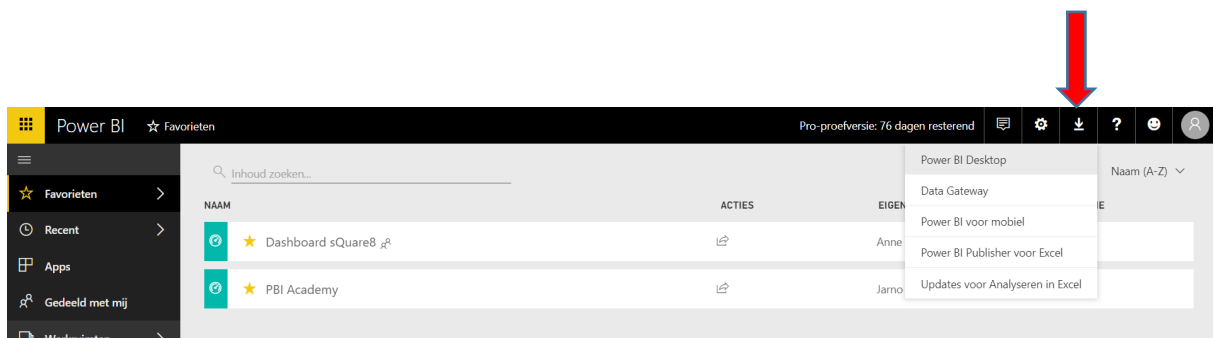 Power BI
Favorieten
Pro-proefversie: 76 dagen resterend
?
Favorieten
Recent
Apps
Gedeeld met mij
Inhoud zoeken...
Naam (A-Z)
NAAM
ACTIES
EIGEN
E
Dashboard sQuare8
Anne
PBI Academy
Jarno
Power BI Desktop
Data Gateway
Power BI voor mobiel
Power BI Publisher voor Excel
Updates voor Analyseren in Excel